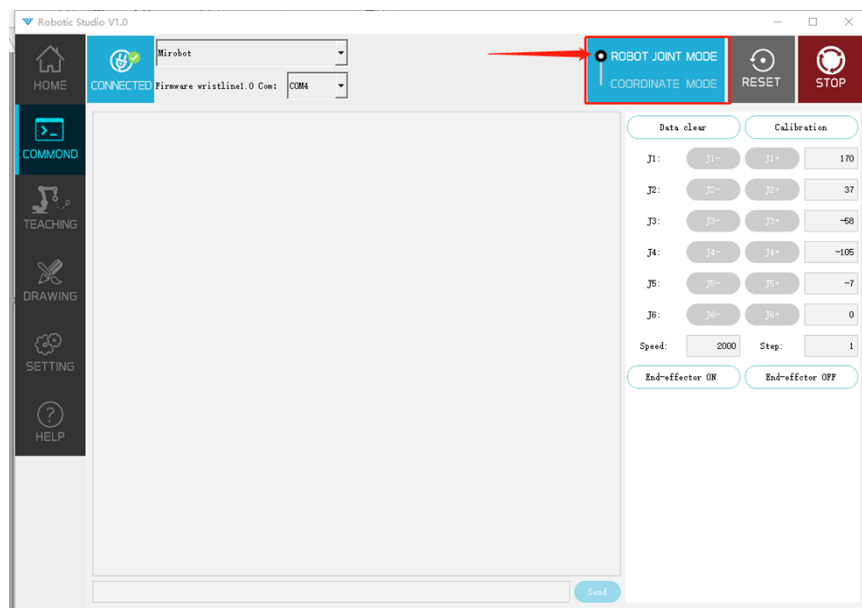 Robotic Studio V1.0
HOME
CONNECTED
Mirobot
Firmware wristline1.0 Com: COM4
ROBOT JOINT MODE
COORDINATE MODE
RESET
STOP
COMMOND
TEACHING
DRAWING
SETTING
HELP
Data clear Calibration
J1: J1- J1+ 170
J2: J2- J2+ 37
J3: J3- J3+ -58
J4: J4- J4+ -105
J5: J5- J5+ -7
J6: J6- J6+ 0
Speed: 2000 Step: 1
End-effector ON End-effctor OFF
Send